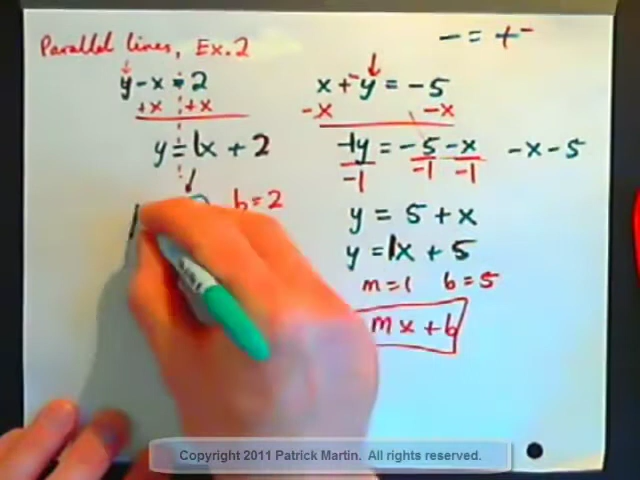 Parallel lines, Ex. 2
- = + -
y - x = 2
+x +x
y = 1x + 2
b = 2
x + -y = -5
-x -x
-1y = -5 - x -x - 5
-1 -1 -1
y = 5 + x
y = 1x + 5
m = 1 b = 5
mx + b
Copyright 2011 Patrick Martin. All rights reserved.